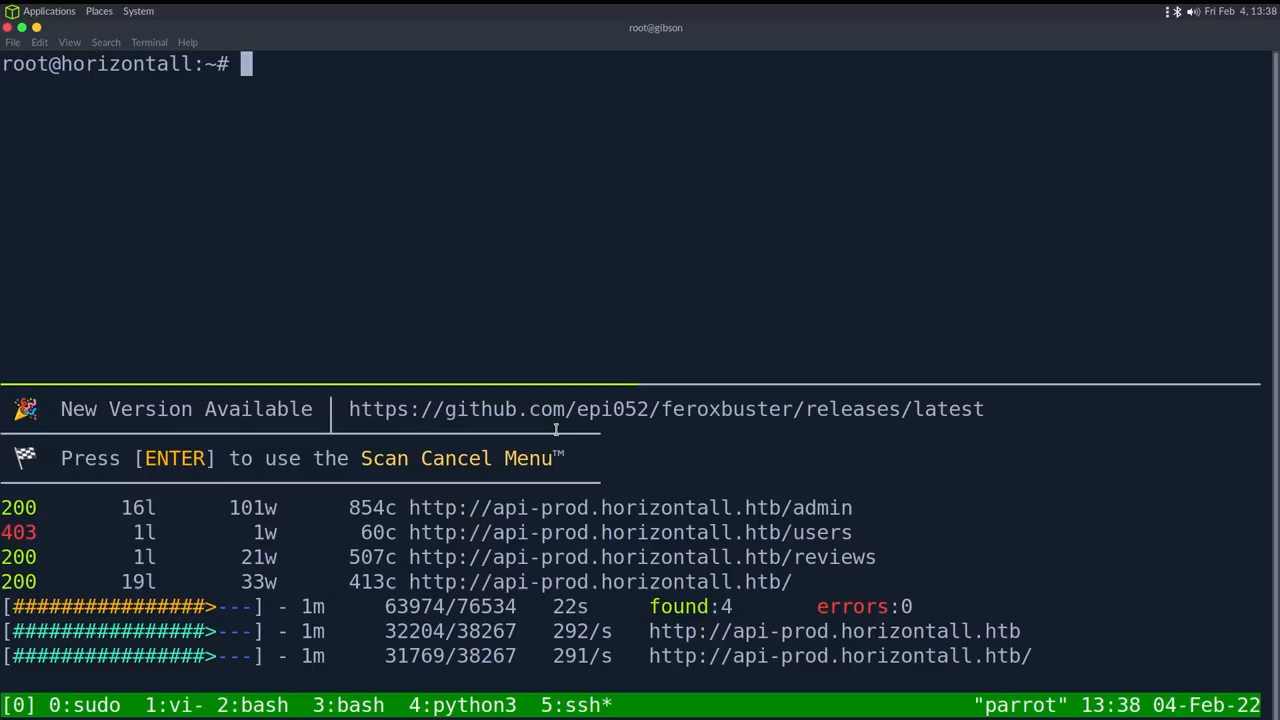 Applications Places System Fri Feb 4, 13:38
root@gibson
File Edit View Search Terminal Help
root@horizontall:~#
New Version Available │ https://github.com/epi052/feroxbuster/releases/latest
Press [ENTER] to use the Scan Cancel Menu™
200 16l 101w 854c http://api-prod.horizontall.htb/admin
403 1l 1w 60c http://api-prod.horizontall.htb/users
200 1l 21w 507c http://api-prod.horizontall.htb/reviews
200 19l 33w 413c http://api-prod.horizontall.htb/
[################>---] - 1m 63974/76534 22s found:4 errors:0
[################>---] - 1m 32204/38267 292/s http://api-prod.horizontall.htb
[################>---] - 1m 31769/38267 291/s http://api-prod.horizontall.htb/
[0] 0:sudo 1:vi- 2:bash 3:bash 4:python3 5:ssh* "parrot" 13:38 04-Feb-22